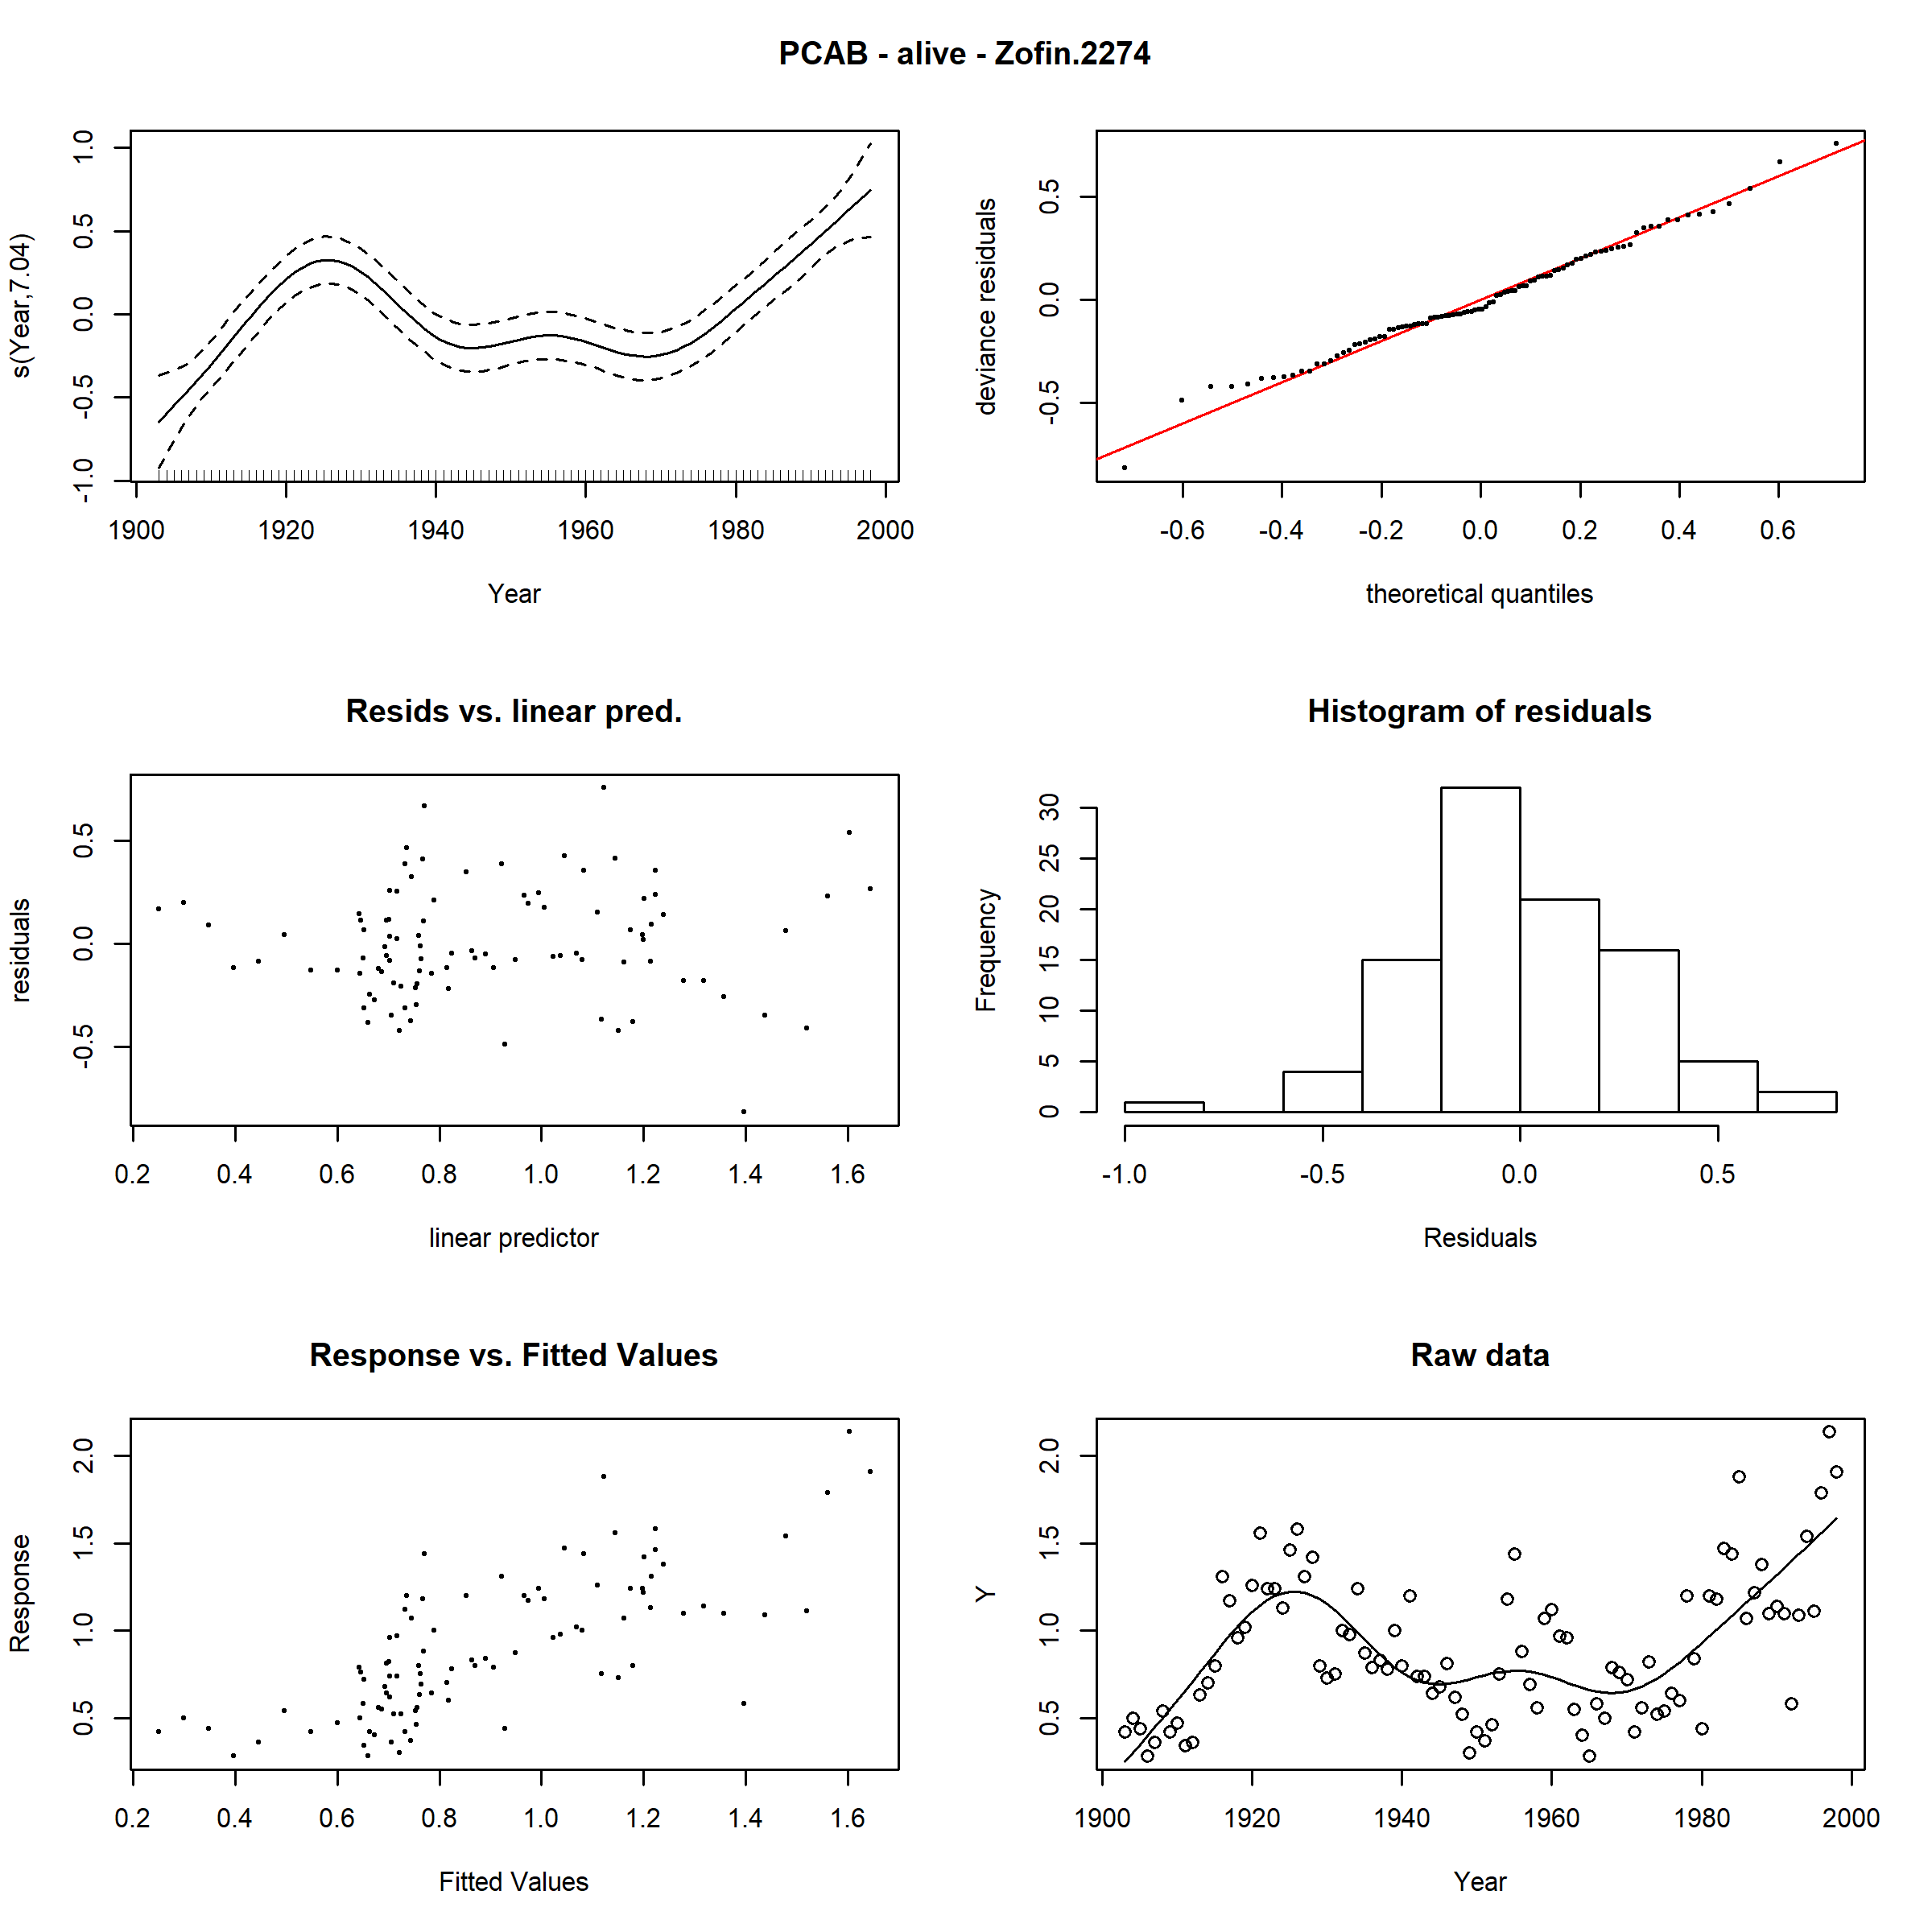 PCAB - alive - Zofin.2274
s(Year,7.04)
-1.0 -0.5 0.0 0.5 1.0
1900 1920 1940 1960 1980 2000
Year
deviance residuals
-0.5 0.0 0.5
-0.6 -0.4 -0.2 0.0 0.2 0.4 0.6
theoretical quantiles
Resids vs. linear pred.
residuals
-0.5 0.0 0.5
0.2 0.4 0.6 0.8 1.0 1.2 1.4 1.6
linear predictor
Histogram of residuals
Frequency
0 5 10 15 20 25 30
-1.0 -0.5 0.0 0.5
Residuals
Response vs. Fitted Values
Response
0.5 1.0 1.5 2.0
0.2 0.4 0.6 0.8 1.0 1.2 1.4 1.6
Fitted Values
Raw data
Y
0.5 1.0 1.5 2.0
1900 1920 1940 1960 1980 2000
Year